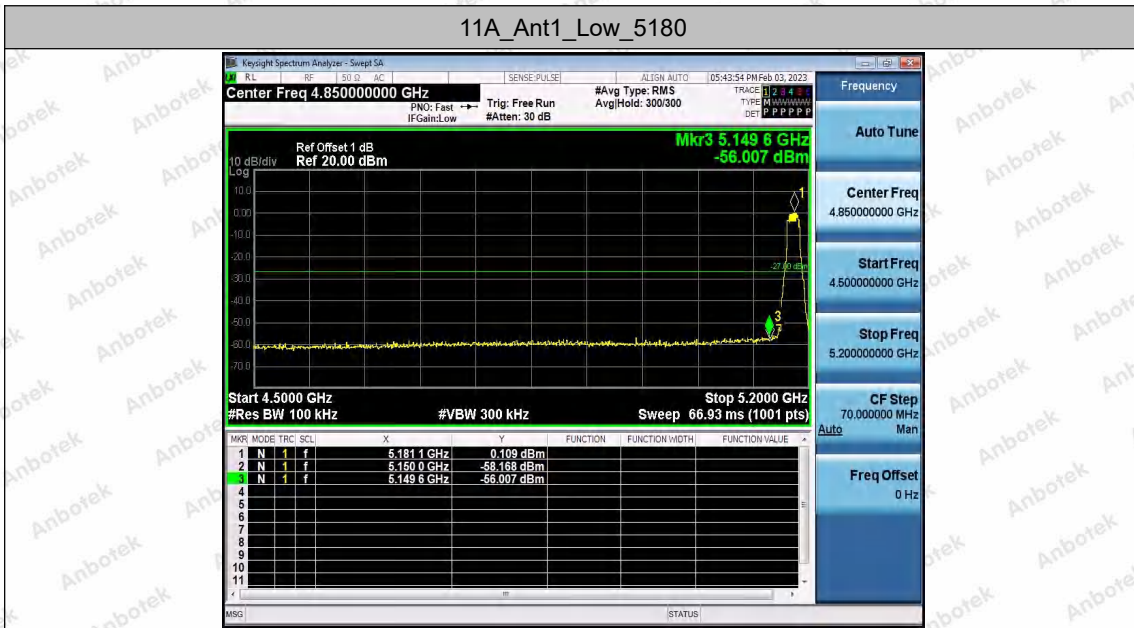 11A_Ant1_Low_5180
Keysight Spectrum Analyzer - Swept SA
RL RF 50 Ω AC SENSE:PULSE ALIGN AUTO 05:43:54 PM Feb 03, 2023
Center Freq 4.850000000 GHz
PNO: Fast
IFGain:Low
Trig: Free Run
#Atten: 30 dB
#Avg Type: RMS
Avg|Hold: 300/300
TRACE 1 2 3 4 5 6
TYPE M W W W W W
DET P P P P P P
Mkr3 5.149 6 GHz
-56.007 dBm
Ref Offset 1 dB
10 dB/div Ref 20.00 dBm
Log
10.0
0.00
-10.0
-20.0
-30.0
-40.0
-50.0
-60.0
-70.0
1
-27.00 dBm
3
Start 4.5000 GHz Stop 5.2000 GHz
#Res BW 100 kHz #VBW 300 kHz Sweep 66.93 ms (1001 pts)
MKR MODE TRC SCL X Y FUNCTION FUNCTION WIDTH FUNCTION VALUE
1 N 1 f 5.181 1 GHz 0.109 dBm
2 N 1 f 5.150 0 GHz -58.168 dBm
3 N 1 f 5.149 6 GHz -56.007 dBm
4
5
6
7
8
9
10
11
MSG STATUS
Frequency
Auto Tune
Center Freq
4.850000000 GHz
Start Freq
4.500000000 GHz
Stop Freq
5.200000000 GHz
CF Step
70.000000 MHz
Auto Man
Freq Offset
0 Hz
Anbotek